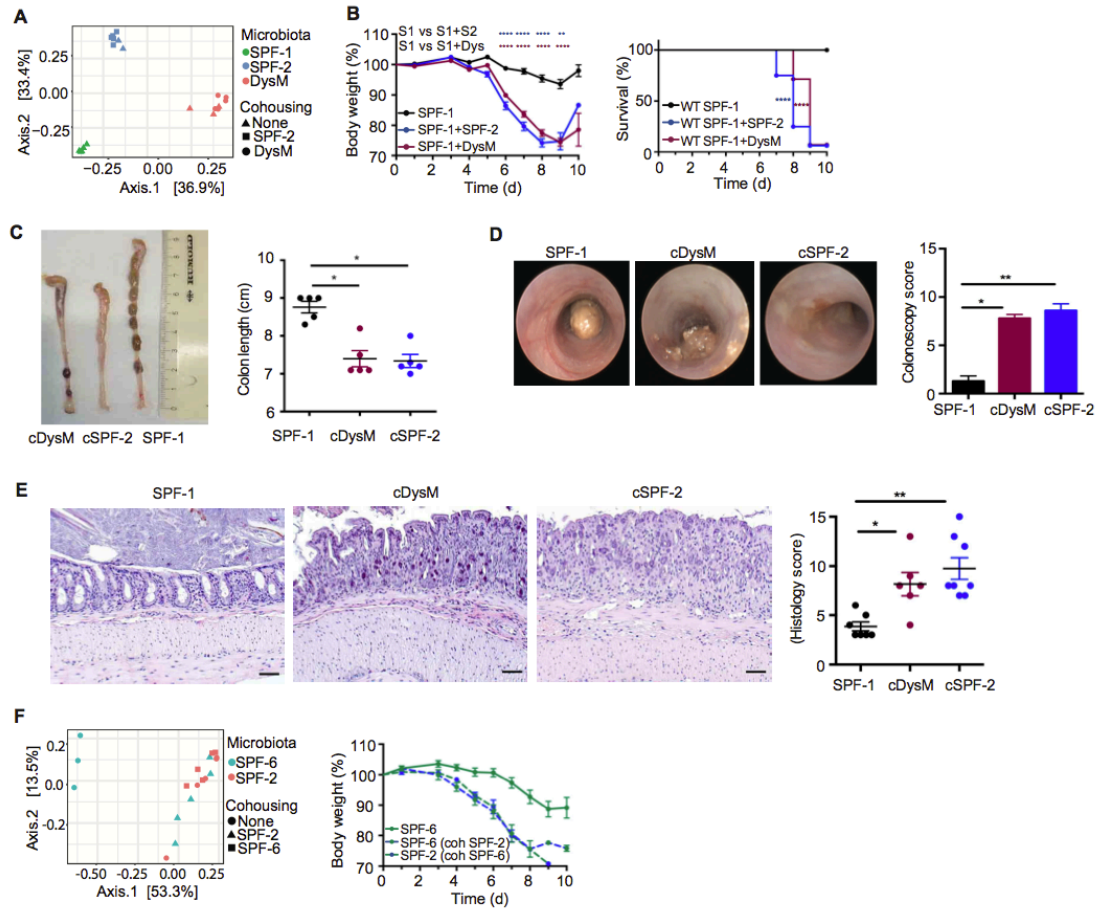 A
Axis.2 [33.4%]
0.25
0.00
−0.25
−0.25
0.00
0.25
Axis.1 [36.9%]
Microbiota
SPF-1
SPF-2
DysM
Cohousing
None
SPF-2
DysM
B
S1 vs S1+S2 **** **** **** **
S1 vs S1+Dys **** **** **** ****
Body weight (%)
110
100
90
80
70
SPF-1
SPF-1+SPF-2
SPF-1+DysM
0 1 2 3 4 5 6 7 8 9 10
Time (d)
Survival (%)
100
50
0
**** ****
WT SPF-1
WT SPF-1+SPF-2
WT SPF-1+DysM
0 2 4 6 8 10
Time (d)
C
RUMOLD
cDysM cSPF-2 SPF-1
Colon length (cm)
9
8
7
6
*
*
SPF-1
cDysM
cSPF-2
D
SPF-1
cDysM
cSPF-2
Colonoscopy score
15
10
5
0
**
*
SPF-1
cDysM
cSPF-2
E
SPF-1
cDysM
cSPF-2
(Histology score)
15
10
5
0
**
*
SPF-1
cDysM
cSPF-2
F
Axis.2 [13.5%]
0.2
0.0
-0.2
-0.50
-0.25
0.00
0.25
Axis.1 [53.3%]
Microbiota
SPF-6
SPF-2
Cohousing
None
SPF-2
SPF-6
Body weight (%)
110
100
90
80
70
SPF-6
SPF-6 (coh SPF-2)
SPF-2 (coh SPF-6)
0 2 4 6 8 10
Time (d)